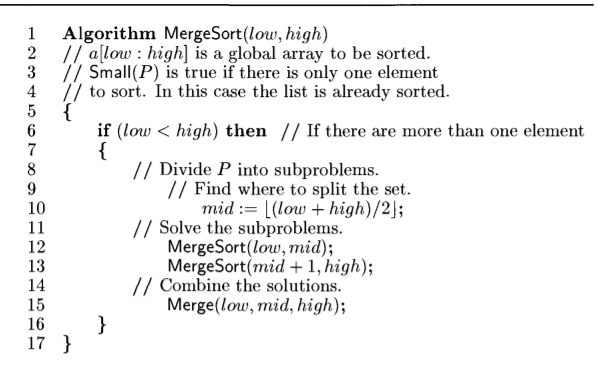 1 Algorithm MergeSort(low, high)
2 // a[low : high] is a global array to be sorted.
3 // Small(P) is true if there is only one element
4 // to sort. In this case the list is already sorted.
5 {
6 if (low < high) then // If there are more than one element
7 {
8 // Divide P into subproblems.
9 // Find where to split the set.
10 mid := ⌊(low + high)/2⌋;
11 // Solve the subproblems.
12 MergeSort(low, mid);
13 MergeSort(mid + 1, high);
14 // Combine the solutions.
15 Merge(low, mid, high);
16 }
17 }